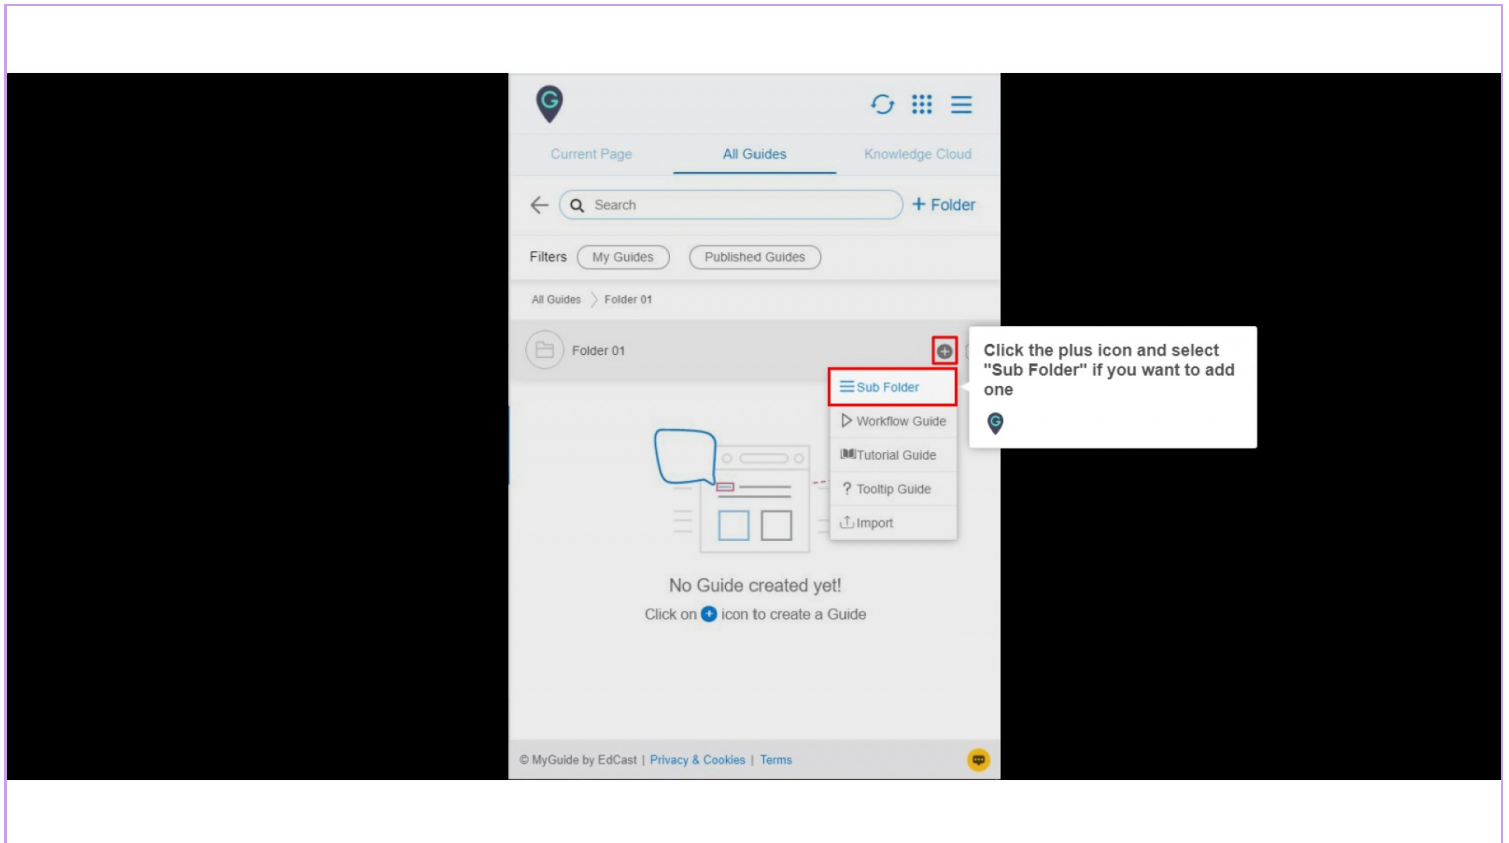 G
Current Page All Guides Knowledge Cloud
Search + Folder
Filters My Guides Published Guides
All Guides Folder 01
Folder 01
Click the plus icon and select
"Sub Folder" if you want to add
one
G
Sub Folder
Workflow Guide
Tutorial Guide
? Tooltip Guide
Import
No Guide created yet!
Click on + icon to create a Guide
© MyGuide by EdCast | Privacy & Cookies | Terms